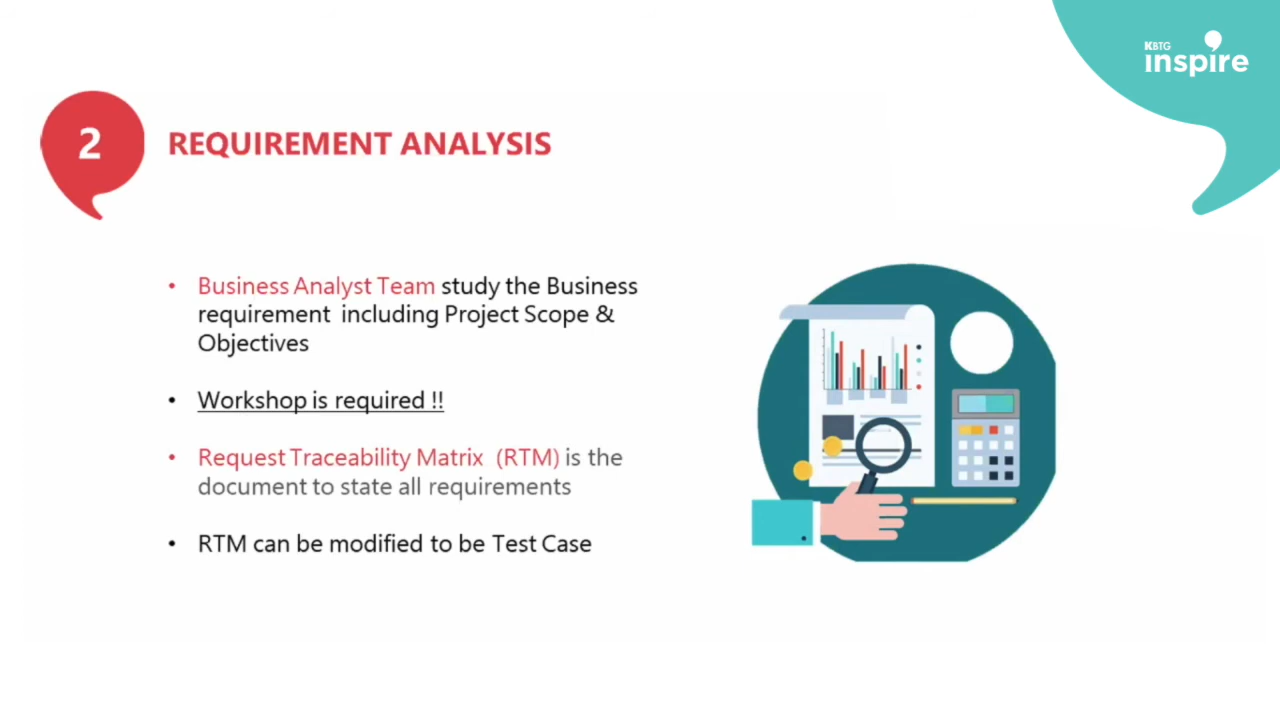 KBTG
inspire
2
REQUIREMENT ANALYSIS
• Business Analyst Team study the Business
requirement including Project Scope &
Objectives
• Workshop is required !!
• Request Traceability Matrix (RTM) is the
document to state all requirements
• RTM can be modified to be Test Case